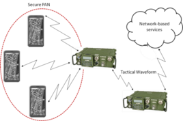 Secure PAN
Network-based
services
Tactical Waveform